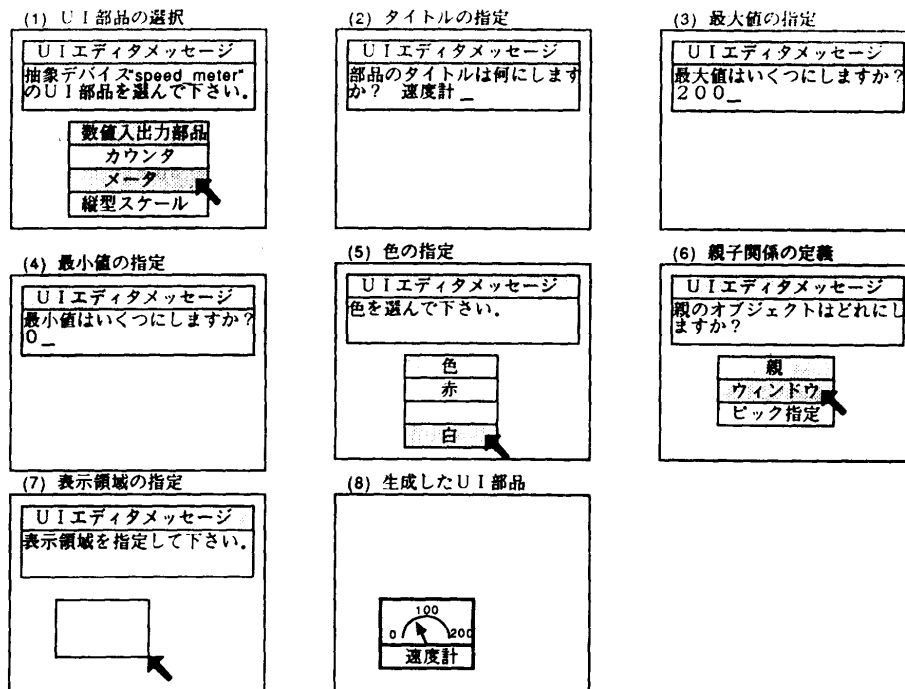 (1) UI部品の選択
UIエディタメッセージ
抽象デバイス"speed meter"
のUI部品を選んで下さい.
数値入出力部品
カウンタ
メータ
縦型スケール
(2) タイトルの指定
UIエディタメッセージ
部品のタイトルは何にします
か? 速度計 _
(3) 最大値の指定
UIエディタメッセージ
最大値はいくつにしますか?
200_
(4) 最小値の指定
UIエディタメッセージ
最小値はいくつにしますか?
0_
(5) 色の指定
UIエディタメッセージ
色を選んで下さい.
色
赤
白
(6) 親子関係の定義
UIエディタメッセージ
親のオブジェクトはどれにし
ますか?
親
ウィンドウ
ピック指定
(7) 表示領域の指定
UIエディタメッセージ
表示領域を指定して下さい.
(8) 生成したUI部品
100
0 200
速度計